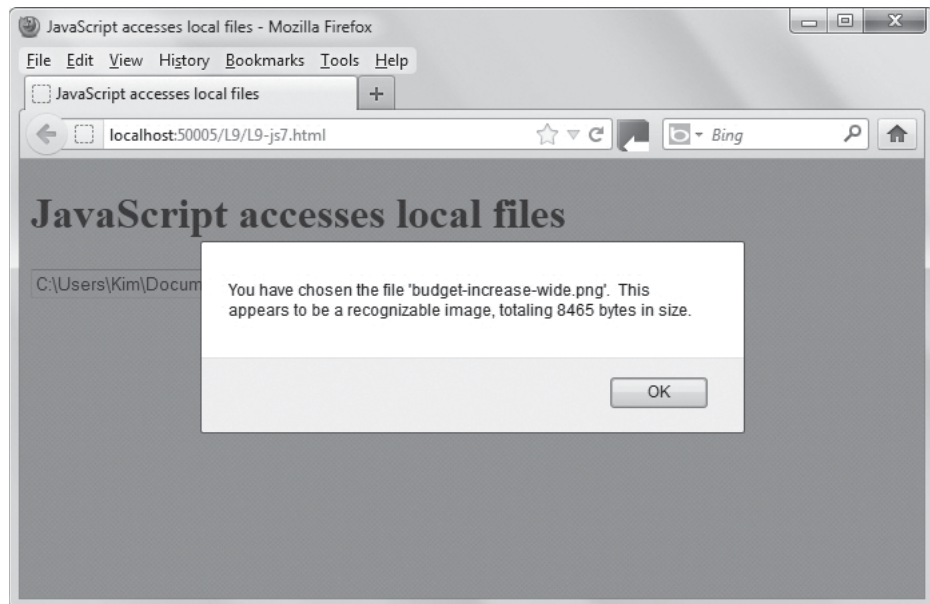 JavaScript accesses local files - Mozilla Firefox
File Edit View History Bookmarks Tools Help
JavaScript accesses local files +
localhost:50005/L9/L9-js7.html Bing
JavaScript accesses local files
C:\Users\Kim\Docum
You have chosen the file 'budget-increase-wide.png'.  This
appears to be a recognizable image, totaling 8465 bytes in size.
OK